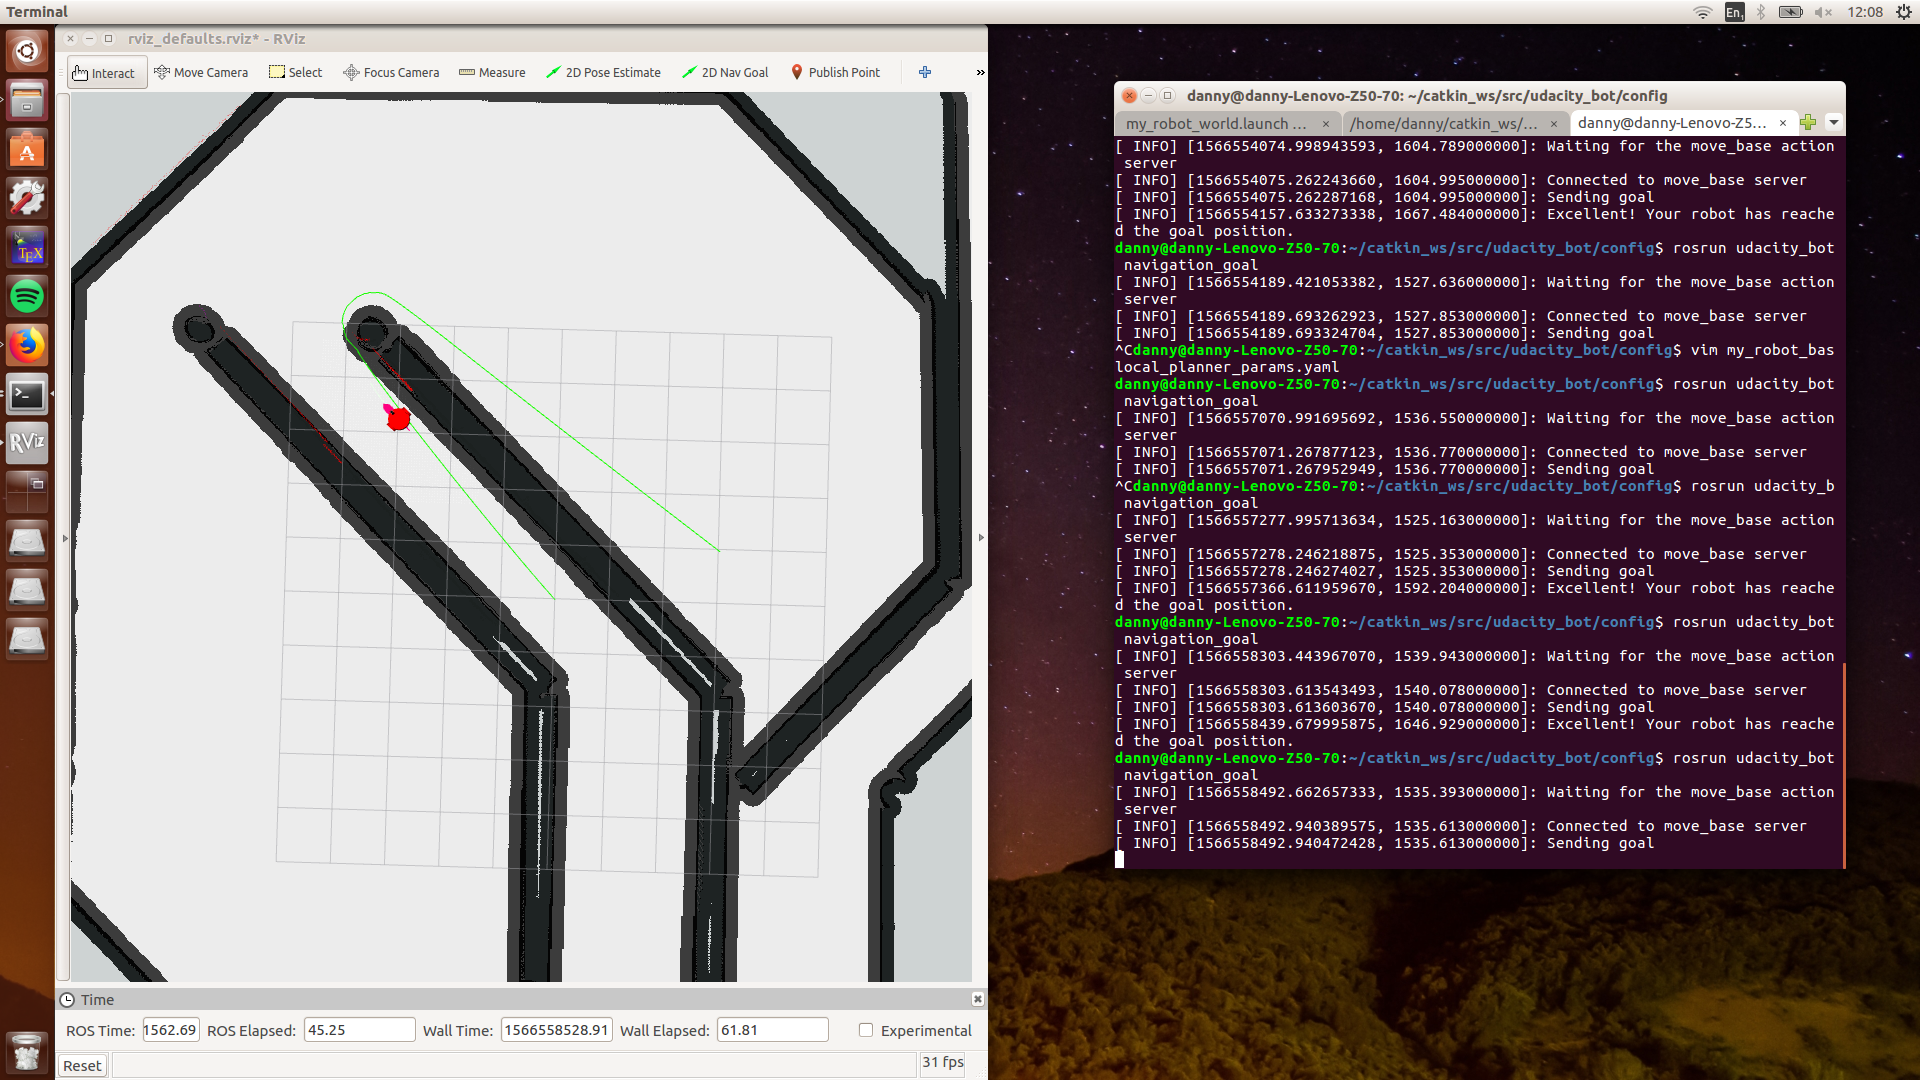 Terminal
En1
12:08
rviz_defaults.rviz* - RViz
Interact
Move Camera
Select
Focus Camera
Measure
2D Pose Estimate
2D Nav Goal
Publish Point
»
TEX
RViz
danny@danny-Lenovo-Z50-70: ~/catkin_ws/src/udacity_bot/config
my_robot_world.launch ...
/home/danny/catkin_ws/...
danny@danny-Lenovo-Z5...
[ INFO] [1566554074.998943593, 1604.789000000]: Waiting for the move_base action
 server
[ INFO] [1566554075.262243660, 1604.995000000]: Connected to move_base server
[ INFO] [1566554075.262287168, 1604.995000000]: Sending goal
[ INFO] [1566554157.633273338, 1667.484000000]: Excellent! Your robot has reache
d the goal position.
danny@danny-Lenovo-Z50-70:~/catkin_ws/src/udacity_bot/config$ rosrun udacity_bot
 navigation_goal
[ INFO] [1566554189.421053382, 1527.636000000]: Waiting for the move_base action
 server
[ INFO] [1566554189.693262923, 1527.853000000]: Connected to move_base server
[ INFO] [1566554189.693324704, 1527.853000000]: Sending goal
^Cdanny@danny-Lenovo-Z50-70:~/catkin_ws/src/udacity_bot/config$ vim my_robot_bas
local_planner_params.yaml
danny@danny-Lenovo-Z50-70:~/catkin_ws/src/udacity_bot/config$ rosrun udacity_bot
 navigation_goal
[ INFO] [1566557070.991695692, 1536.550000000]: Waiting for the move_base action
 server
[ INFO] [1566557071.267877123, 1536.770000000]: Connected to move_base server
[ INFO] [1566557071.267952949, 1536.770000000]: Sending goal
^Cdanny@danny-Lenovo-Z50-70:~/catkin_ws/src/udacity_bot/config$ rosrun udacity_b
 navigation_goal
[ INFO] [1566557277.995713634, 1525.163000000]: Waiting for the move_base action
 server
[ INFO] [1566557278.246218875, 1525.353000000]: Connected to move_base server
[ INFO] [1566557278.246274027, 1525.353000000]: Sending goal
[ INFO] [1566557366.611959670, 1592.204000000]: Excellent! Your robot has reache
d the goal position.
danny@danny-Lenovo-Z50-70:~/catkin_ws/src/udacity_bot/config$ rosrun udacity_bot
 navigation_goal
[ INFO] [1566558303.443967070, 1539.943000000]: Waiting for the move_base action
 server
[ INFO] [1566558303.613543493, 1540.078000000]: Connected to move_base server
[ INFO] [1566558303.613603670, 1540.078000000]: Sending goal
[ INFO] [1566558439.679995875, 1646.929000000]: Excellent! Your robot has reache
d the goal position.
danny@danny-Lenovo-Z50-70:~/catkin_ws/src/udacity_bot/config$ rosrun udacity_bot
 navigation_goal
[ INFO] [1566558492.662657333, 1535.393000000]: Waiting for the move_base action
 server
[ INFO] [1566558492.940389575, 1535.613000000]: Connected to move_base server
[ INFO] [1566558492.940472428, 1535.613000000]: Sending goal
Time
ROS Time: 1562.69 ROS Elapsed: 45.25 Wall Time: 1566558528.91 Wall Elapsed: 61.81 Experimental
Reset
31 fps